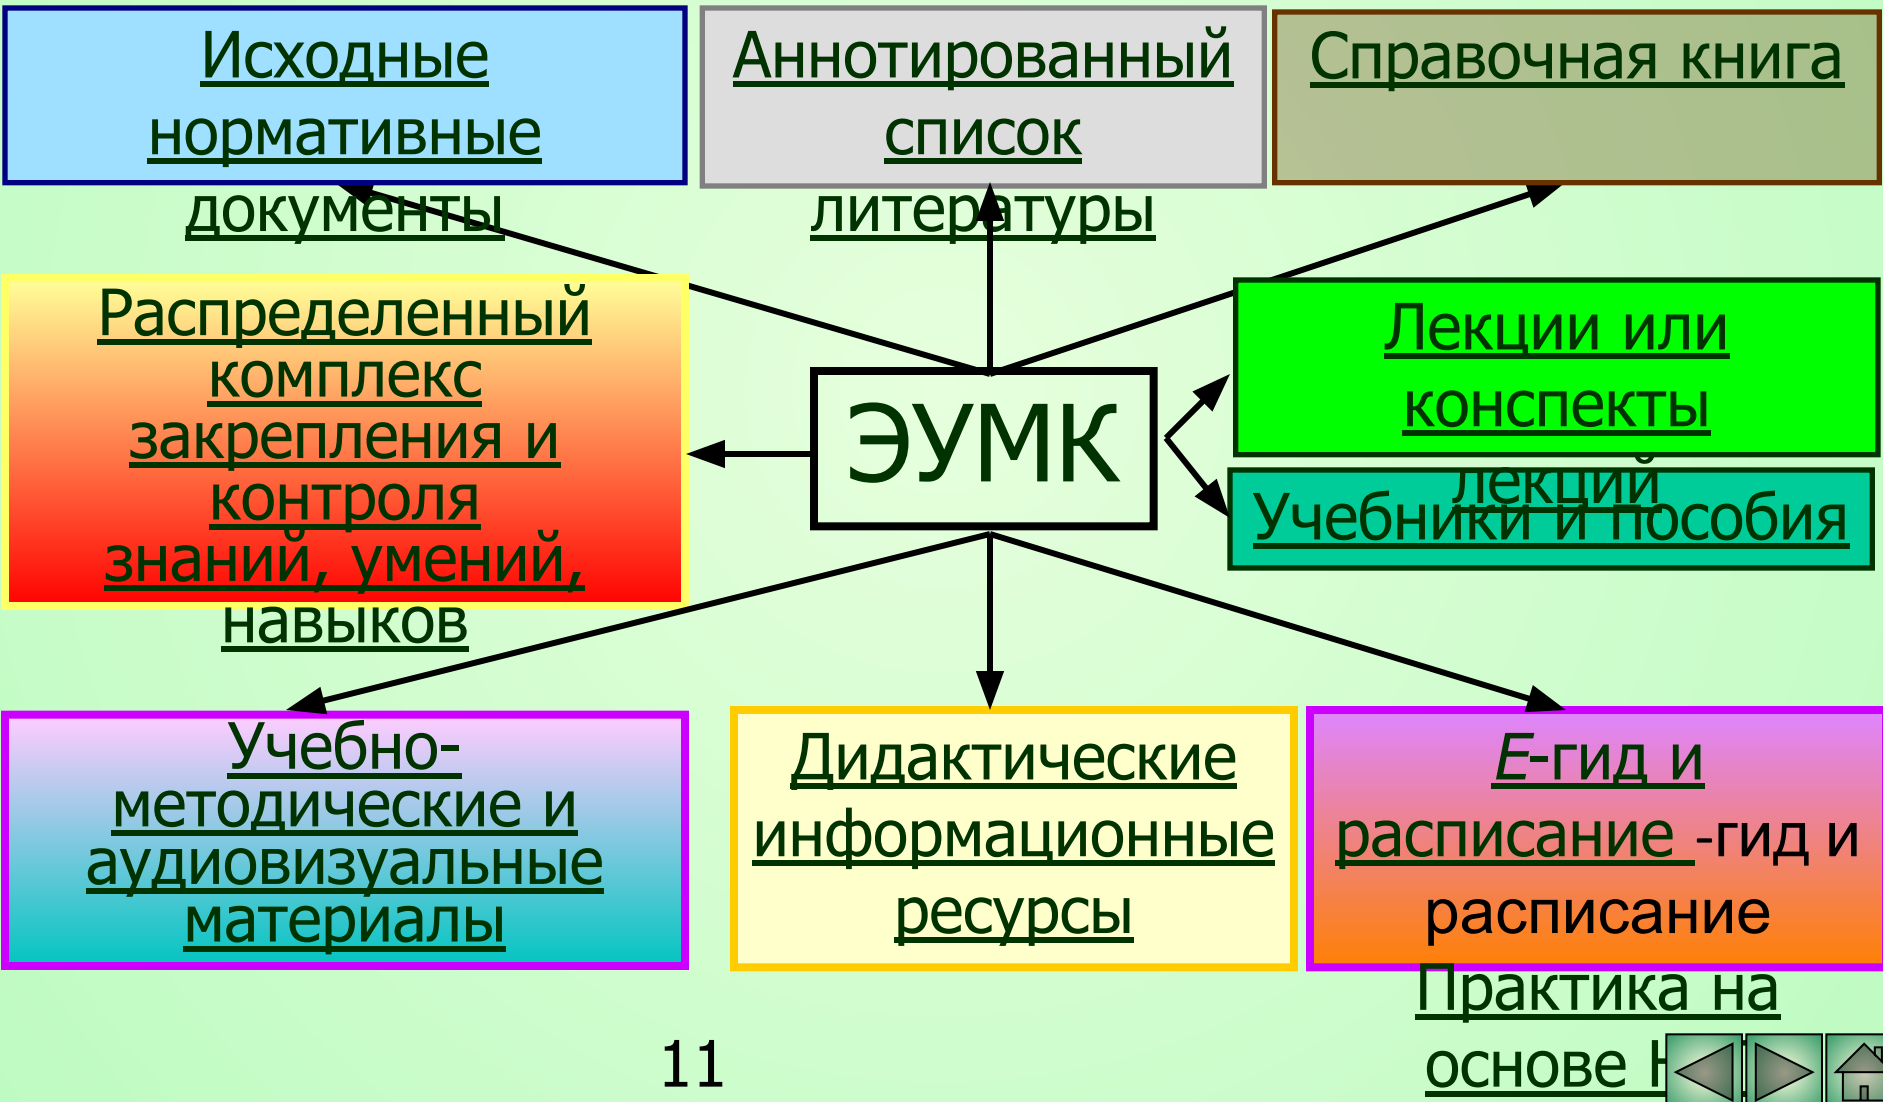 Исходные
нормативные
документы
Аннотированный
список
литературы
Справочная книга
Распределенный
комплекс
закрепления и
контроля
знаний, умений,
навыков
ЭУМК
Лекции или
конспекты
лекций
Учебники и пособия
Учебно-
методические и
аудиовизуальные
материалы
Дидактические
информационные
ресурсы
E-гид и
расписание -гид и
расписание
Практика на
основе
11